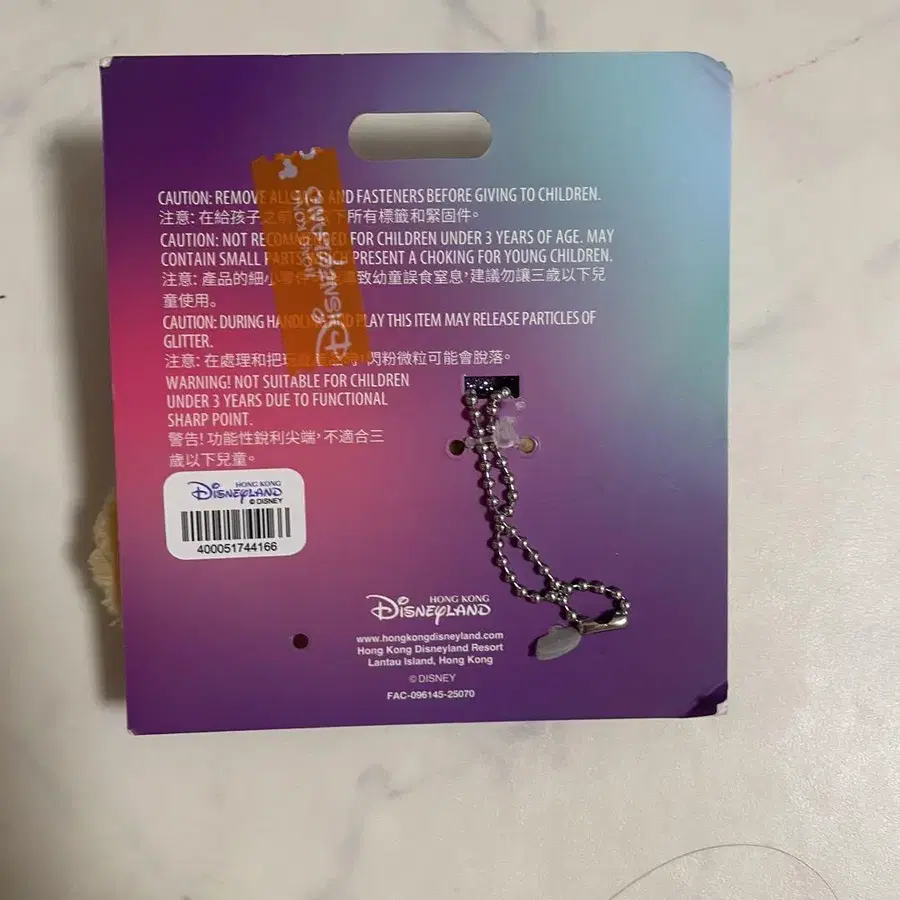 CAUTION: REMOVE ALL TAGS AND FASTENERS BEFORE GIVING TO CHILDREN.
注意: 在給孩子之前 下所有標籤和緊固件。
CAUTION: NOT RECOMMENDED FOR CHILDREN UNDER 3 YEARS OF AGE. MAY
CONTAIN SMALL PARTS WHICH PRESENT A CHOKING FOR YOUNG CHILDREN.
注意: 產品的細小零件 致幼童誤食窒息,建議勿讓三歲以下兒
童使用。
CAUTION: DURING HANDLING AND PLAY THIS ITEM MAY RELEASE PARTICLES OF
GLITTER.
注意: 在處理和把玩 閃粉微粒可能會脫落。
WARNING! NOT SUITABLE FOR CHILDREN
UNDER 3 YEARS DUE TO FUNCTIONAL
SHARP POINT.
警告! 功能性銳利尖端,不適合三
歲以下兒童。
HONG KONG
DISNEYLAND
HONG KONG
DISNEYLAND
© DISNEY
400051744166
HONG KONG
DISNEYLAND
www.hongkongdisneyland.com
Hong Kong Disneyland Resort
Lantau Island, Hong Kong
© DISNEY
FAC-096145-25070